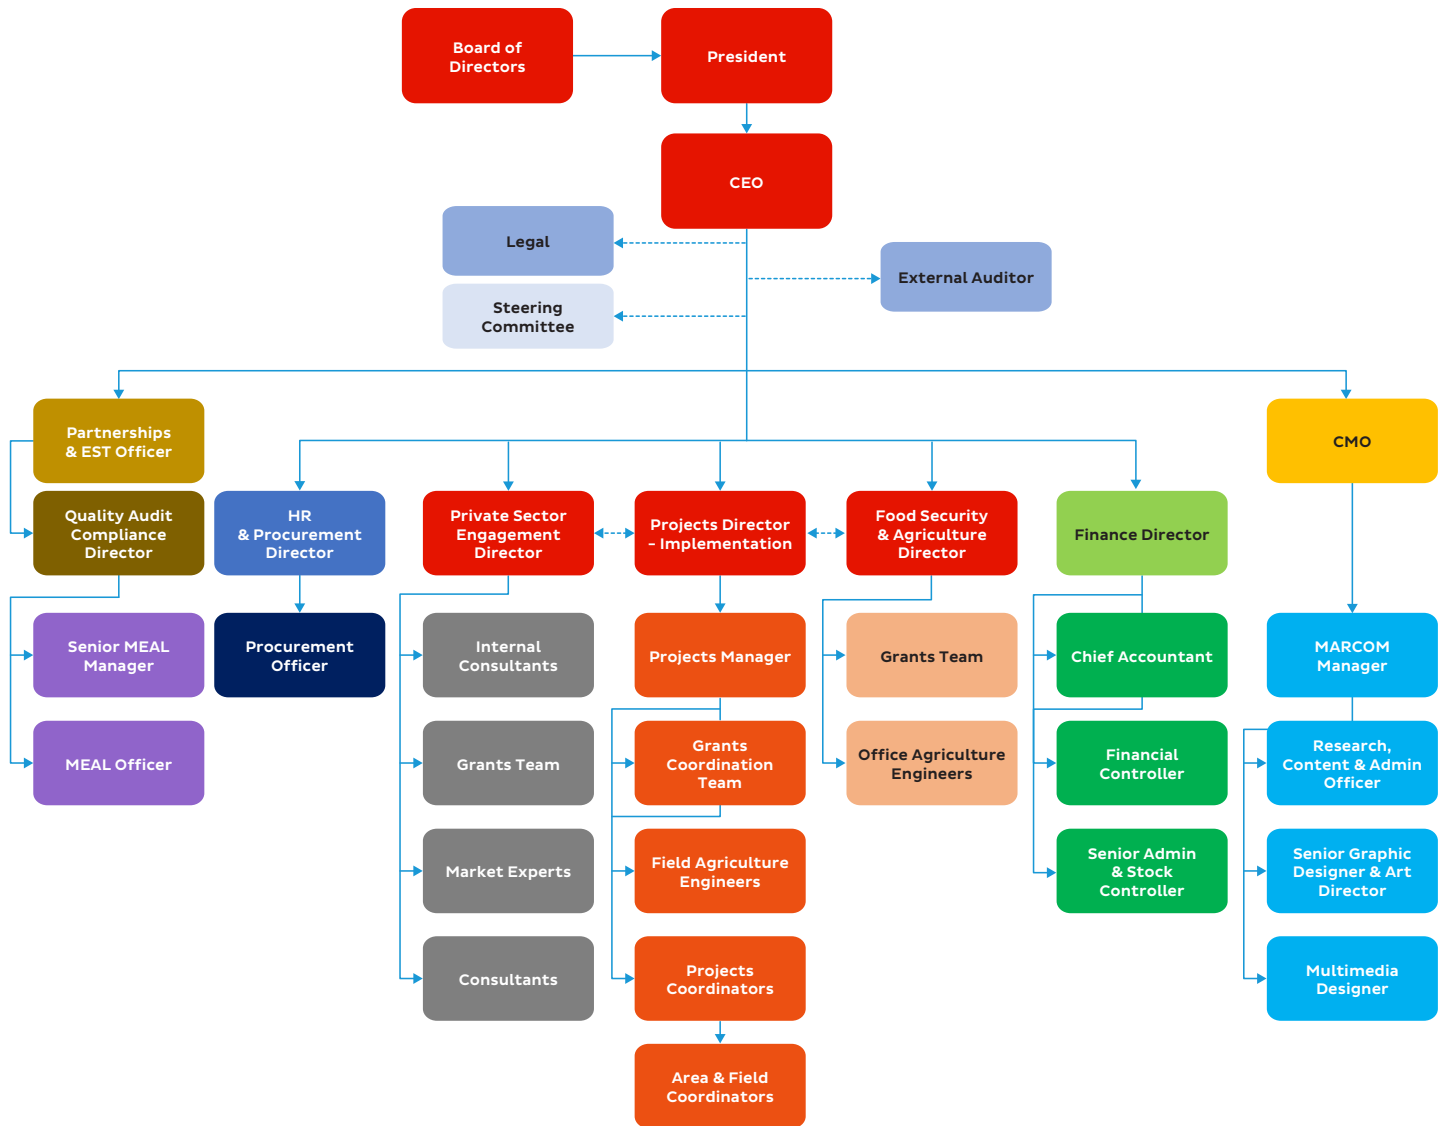 Board of
Directors
President
CEO
Legal
External Auditor
Steering
Committee
Partnerships
& EST Officer
CMO
Quality Audit
Compliance
Director
HR
& Procurement
Director
Private Sector
Engagement
Director
Projects Director
- Implementation
Food Security
& Agriculture
Director
Finance Director
Senior MEAL
Manager
Procurement
Officer
Internal
Consultants
Projects Manager
Grants Team
Chief Accountant
MARCOM
Manager
MEAL Officer
Grants Team
Grants
Coordination
Team
Office Agriculture
Engineers
Financial
Controller
Research,
Content & Admin
Officer
Market Experts
Field Agriculture
Engineers
Senior Admin
& Stock
Controller
Senior Graphic
Designer & Art
Director
Consultants
Projects
Coordinators
Multimedia
Designer
Area & Field
Coordinators